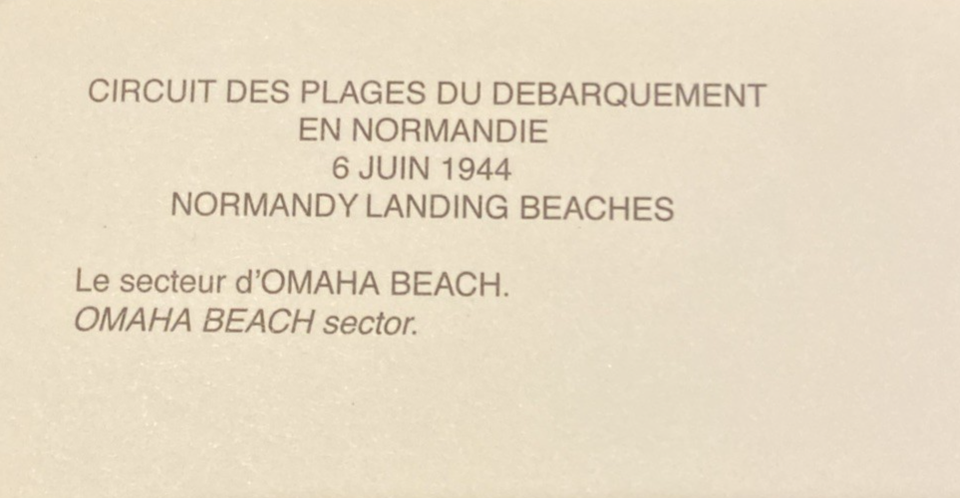 CIRCUIT DES PLAGES DU DEBARQUEMENT
EN NORMANDIE
6 JUIN 1944
NORMANDY LANDING BEACHES
Le secteur d'OMAHA BEACH.
OMAHA BEACH sector.